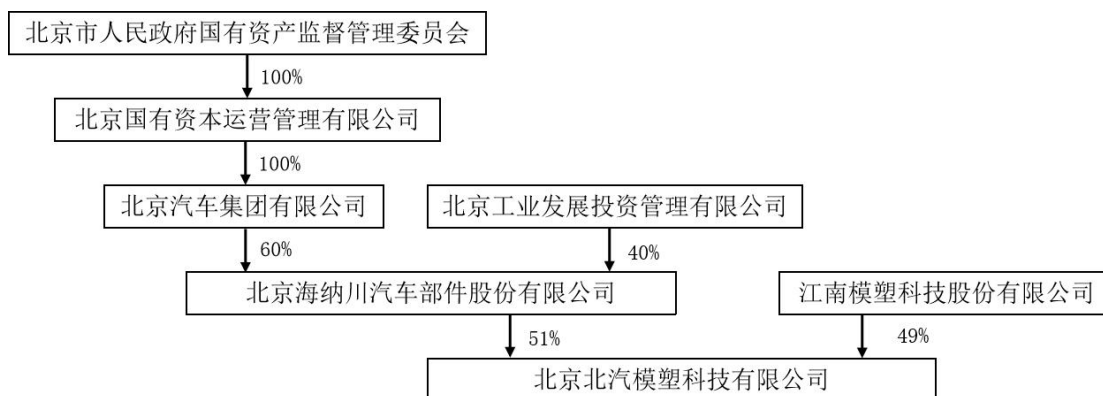 北京市人民政府国有资产监督管理委员会
100%
北京国有资本运营管理有限公司
100%
北京汽车集团有限公司
北京工业发展投资管理有限公司
60%
40%
北京海纳川汽车部件股份有限公司
江南模塑科技股份有限公司
51%
49%
北京北汽模塑科技有限公司